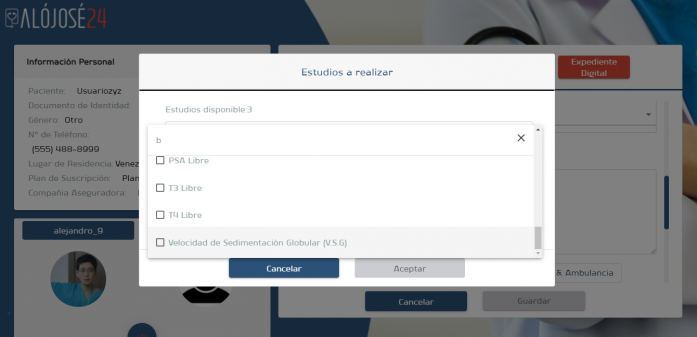 ALÓJOSÉ24
Información Personal
Paciente: Usuariozyz
Documento de Identidad:
Género: Otro
N° de Teléfono:
(555) 488-8999
Lugar de Residencia: Venez
Plan de Suscripción: Plan
Compañia Aseguradora:
alejandro_9
Estudios a realizar
Estudios disponible:3
b
PSA Libre
T3 Libre
T4 Libre
Velocidad de Sedimentación Globular (V.S.G)
Cancelar
Aceptar
Expediente
Digital
& Ambulancia
Cancelar
Guardar